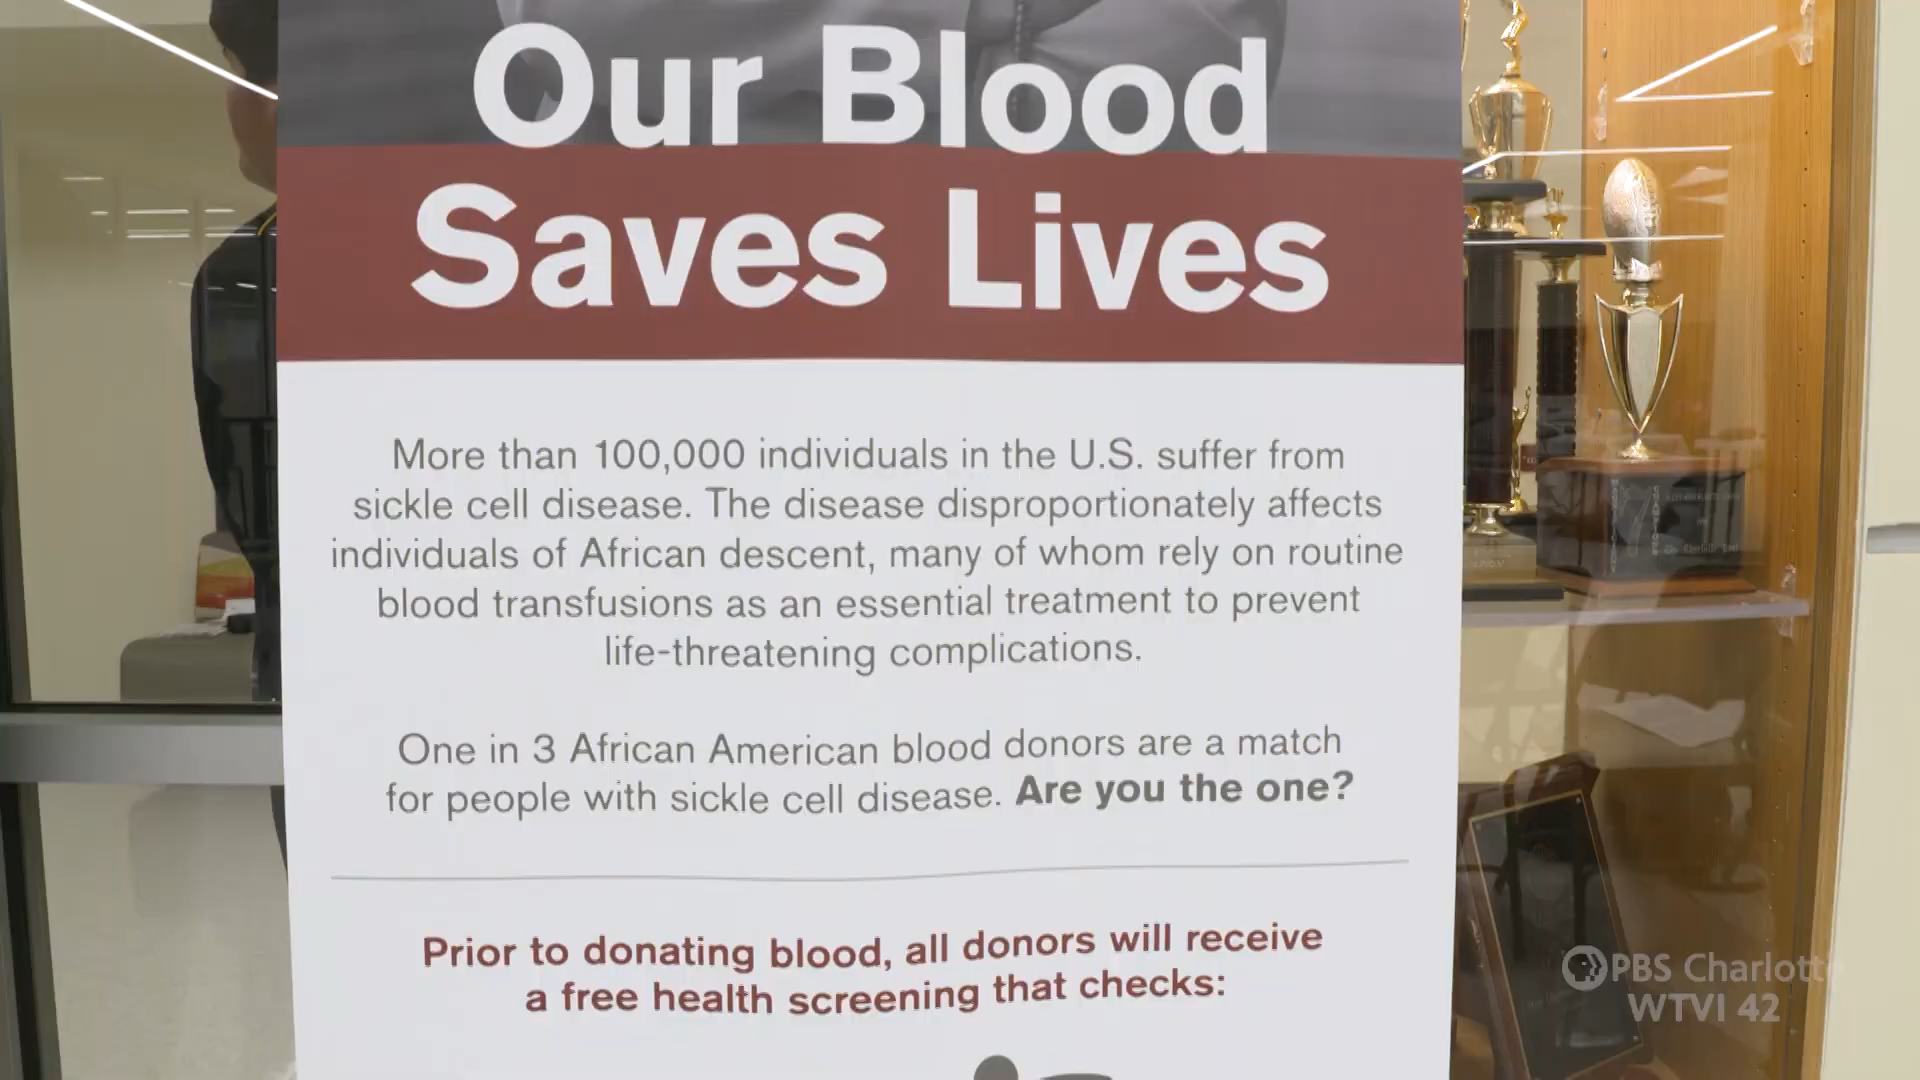 Our Blood
Saves Lives
More than 100,000 individuals in the U.S. suffer from
sickle cell disease. The disease disproportionately affects
individuals of African descent, many of whom rely on routine
blood transfusions as an essential treatment to prevent
life-threatening complications.
One in 3 African American blood donors are a match
for people with sickle cell disease. Are you the one?
Prior to donating blood, all donors will receive
a free health screening that checks:
PBS Charlotte
WTVI 42